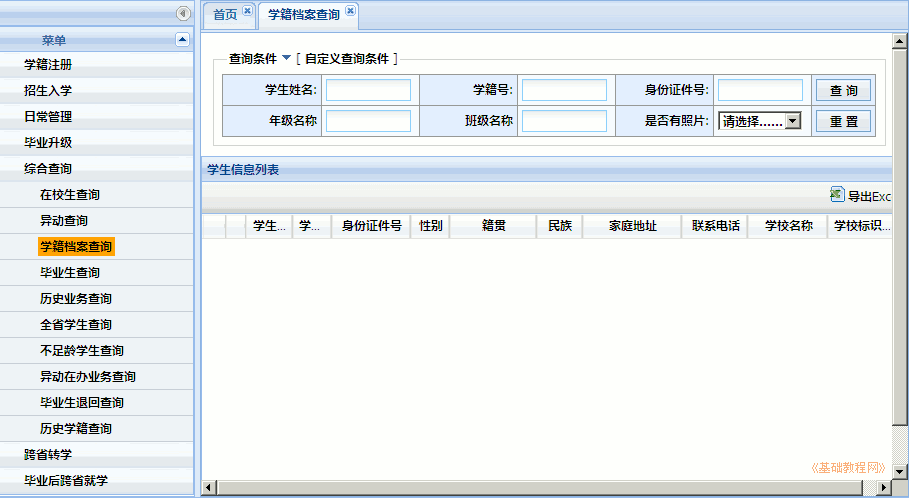 首页
学籍档案查询
菜单
学籍注册
招生入学
日常管理
毕业升级
综合查询
在校生查询
异动查询
学籍档案查询
毕业生查询
历史业务查询
全省学生查询
不足龄学生查询
异动在办业务查询
毕业生退回查询
历史学籍查询
跨省转学
毕业后跨省就学
查询条件 [ 自定义查询条件 ]
学生姓名: 学籍号: 身份证件号: 查 询
年级名称 班级名称 是否有照片: 请选择...... 重 置
学生信息列表
导出Exc
学生... 学... 身份证件号 性别 籍贯 民族 家庭地址 联系电话 学校名称 学校标识...
《基础教程网》